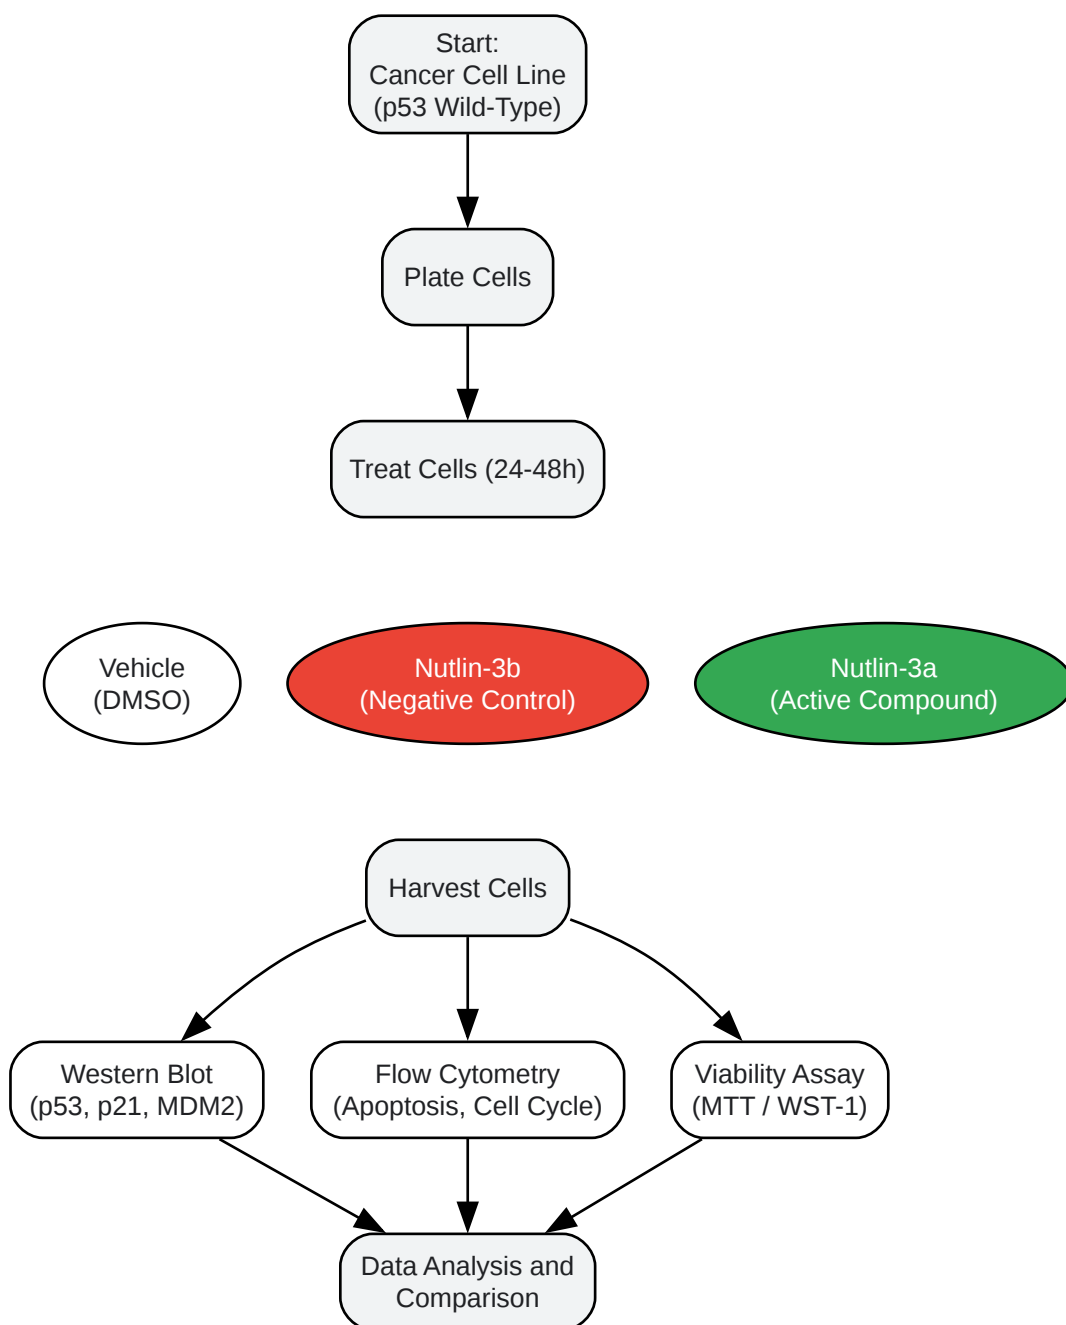 Start:
Cancer Cell Line
(p53 Wild-Type)
Plate Cells
Treat Cells (24-48h)
Vehicle
(DMSO)
Nutlin-3b
(Negative Control)
Nutlin-3a
(Active Compound)
Harvest Cells
Western Blot
(p53, p21, MDM2)
Flow Cytometry
(Apoptosis, Cell Cycle)
Viability Assay
(MTT / WST-1)
Data Analysis and
Comparison